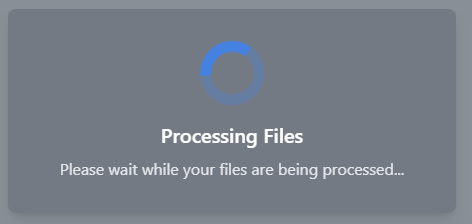 Processing Files
Please wait while your files are being processed...